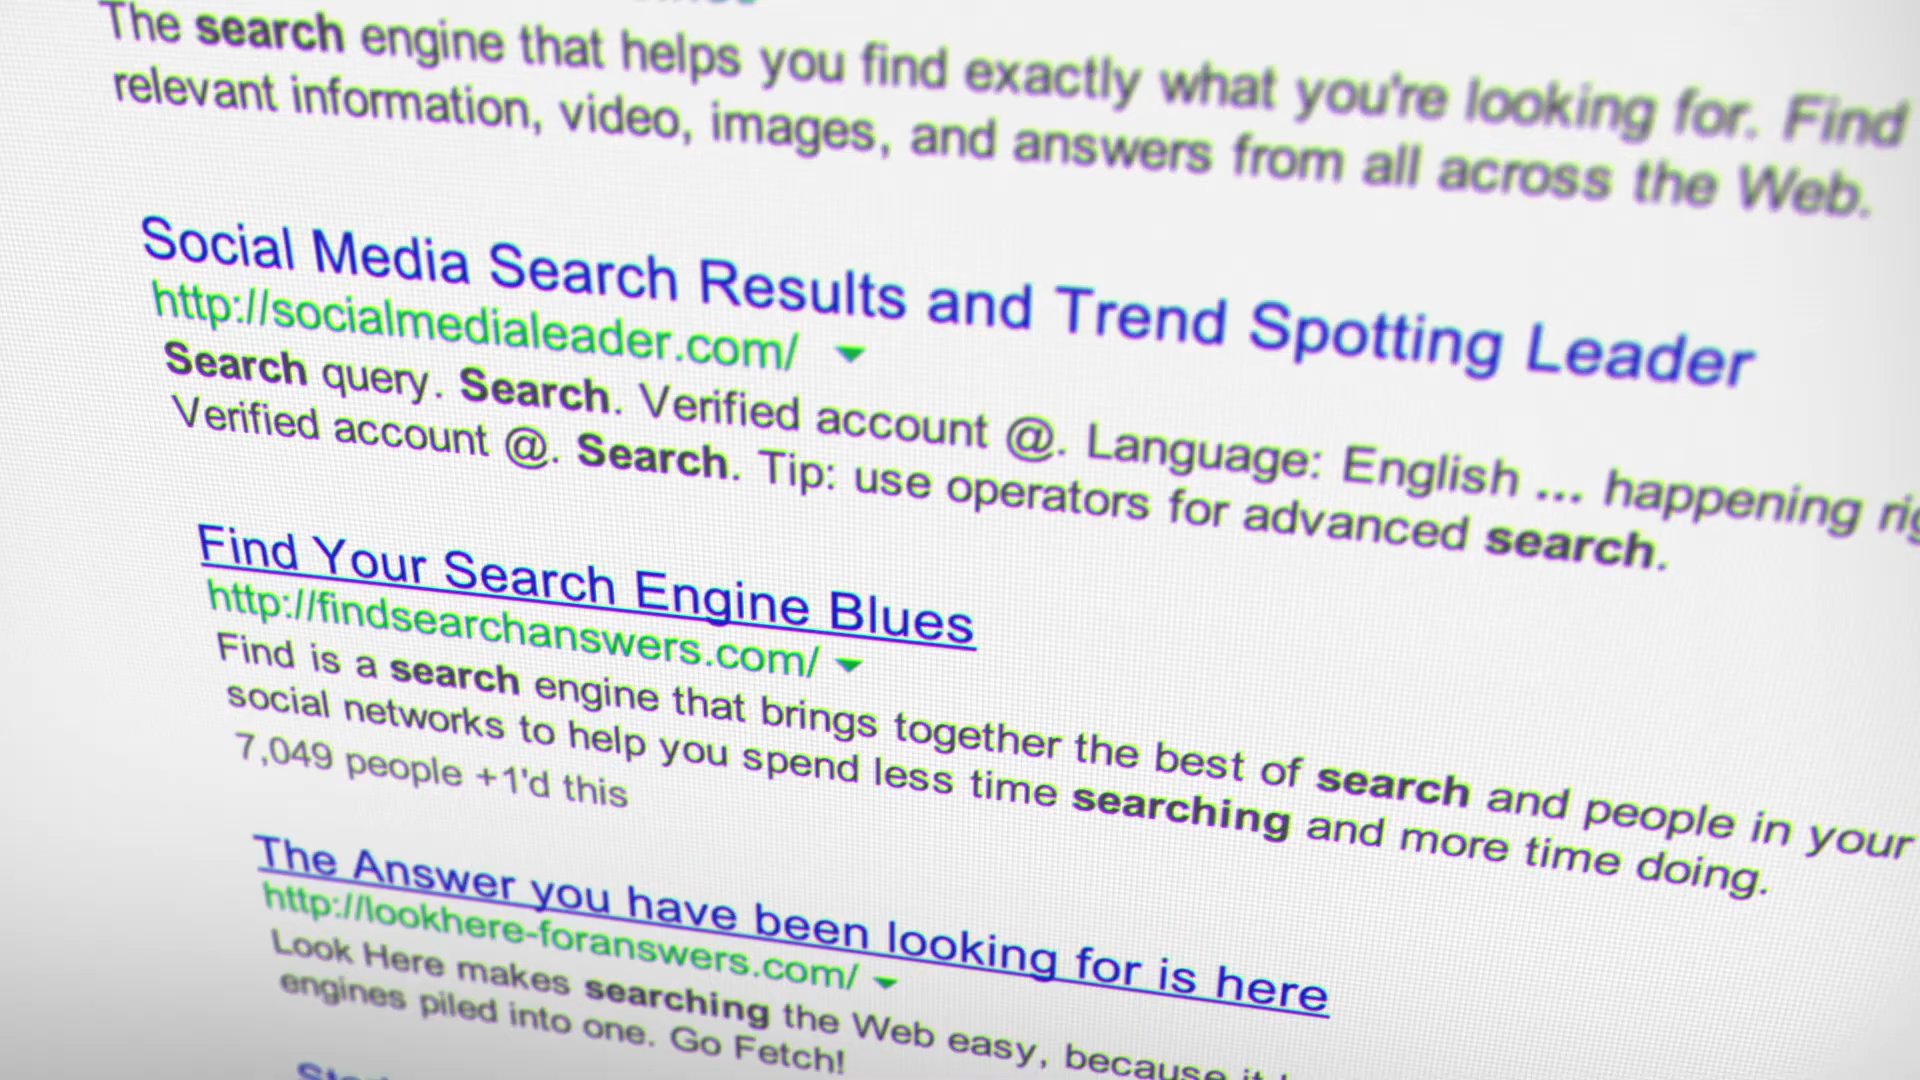 The search engine that helps you find exactly what you're looking for. Find
relevant information, video, images, and answers from all across the Web.
Social Media Search Results and Trend Spotting Leader
http://socialmedialeader.com/
Search query. Search. Verified account @. Language: English ... happening
Verified account @. Search. Tip: use operators for advanced search.
Find Your Search Engine Blues
http://findsearchanswers.com/
Find is a search engine that brings together the best of search and people in your
social networks to help you spend less time searching and more time doing.
7,049 people +1'd this
The Answer you have been looking for is here
http://lookhere-foranswers.com/
Look Here makes searching the Web easy, because it
engines piled into one. Go Fetch!